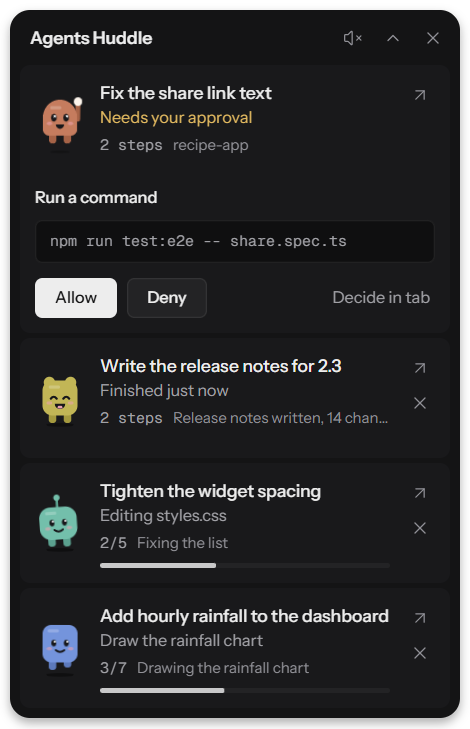 Agents Huddle
Fix the share link text
Needs your approval
2 steps recipe-app
Run a command
npm run test:e2e -- share.spec.ts
Allow Deny Decide in tab
Write the release notes for 2.3
Finished just now
2 steps Release notes written, 14 chan...
Tighten the widget spacing
Editing styles.css
2/5 Fixing the list
Add hourly rainfall to the dashboard
Draw the rainfall chart
3/7 Drawing the rainfall chart